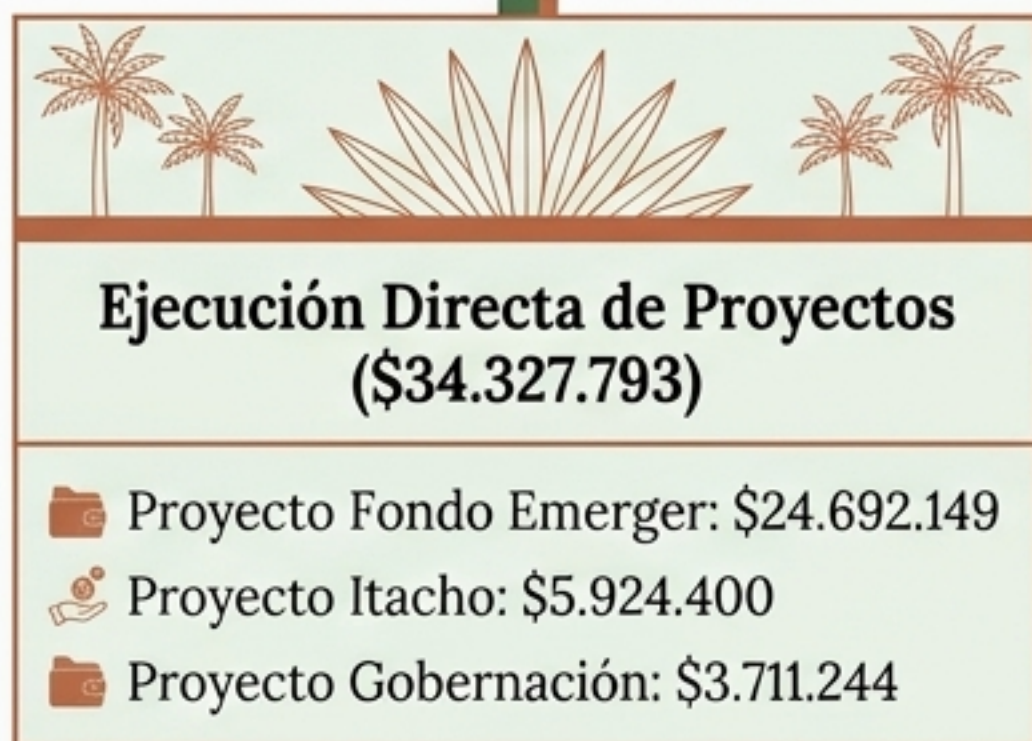 Ejecución Directa de Proyectos
($34.327.793)
Proyecto Fondo Emerger: $24.692.149
Proyecto Itacho: $5.924.400
Proyecto Gobernación: $3.711.244